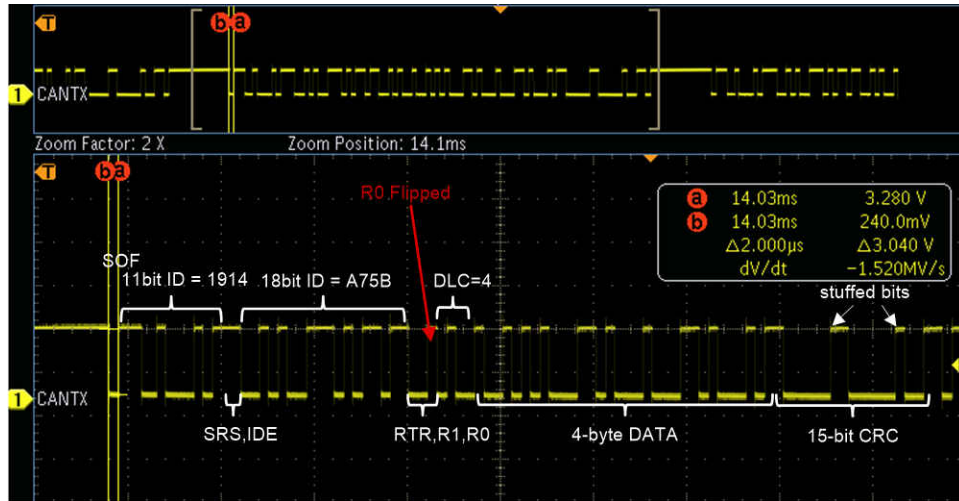 T
b a
1 CANTX
Zoom Factor: 2 X Zoom Position: 14.1ms
T
b a
R0 Flipped
a 14.03ms 3.280 V
b 14.03ms 240.0mV
Δ2.000µs Δ3.040 V
dV/dt -1.520MV/s
SOF
11bit ID = 1914 18bit ID = A75B DLC=4
stuffed bits
1 CANTX
SRS,IDE RTR,R1,R0 4-byte DATA 15-bit CRC